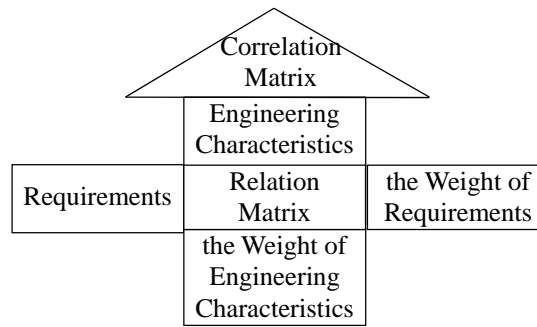 Correlation
Matrix
Engineering
Characteristics
Requirements
Relation
Matrix
the Weight of
Requirements
the Weight of
Engineering
Characteristics